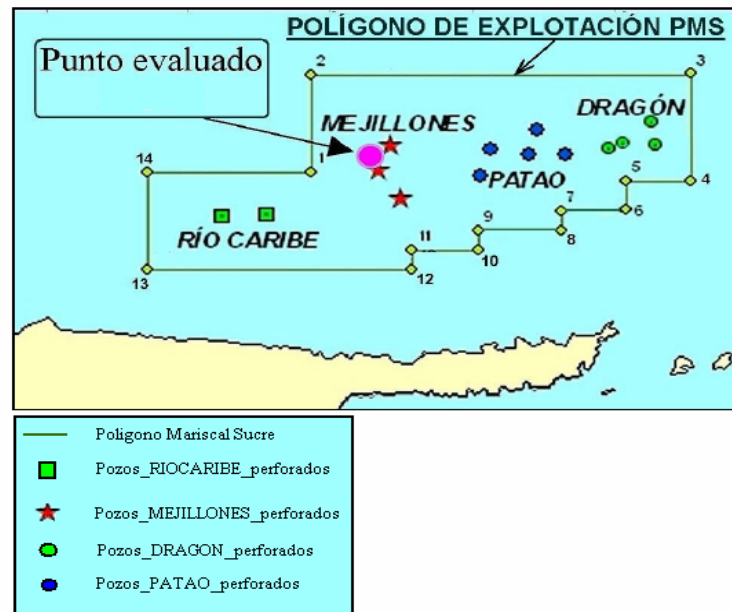 POLÍGONO DE EXPLOTACIÓN PMS
Punto evaluado
2
3
MEJILLONES
DRAGÓN
14
1
PATAO
5
4
7
6
RÍO CARIBE
9
8
11
10
13
12
Poligono Mariscal Sucre
Pozos_RIOCARIBE_perforados
Pozos_MEJILLONES_perforados
Pozos_DRAGON_perforados
Pozos_PATAO_perforados